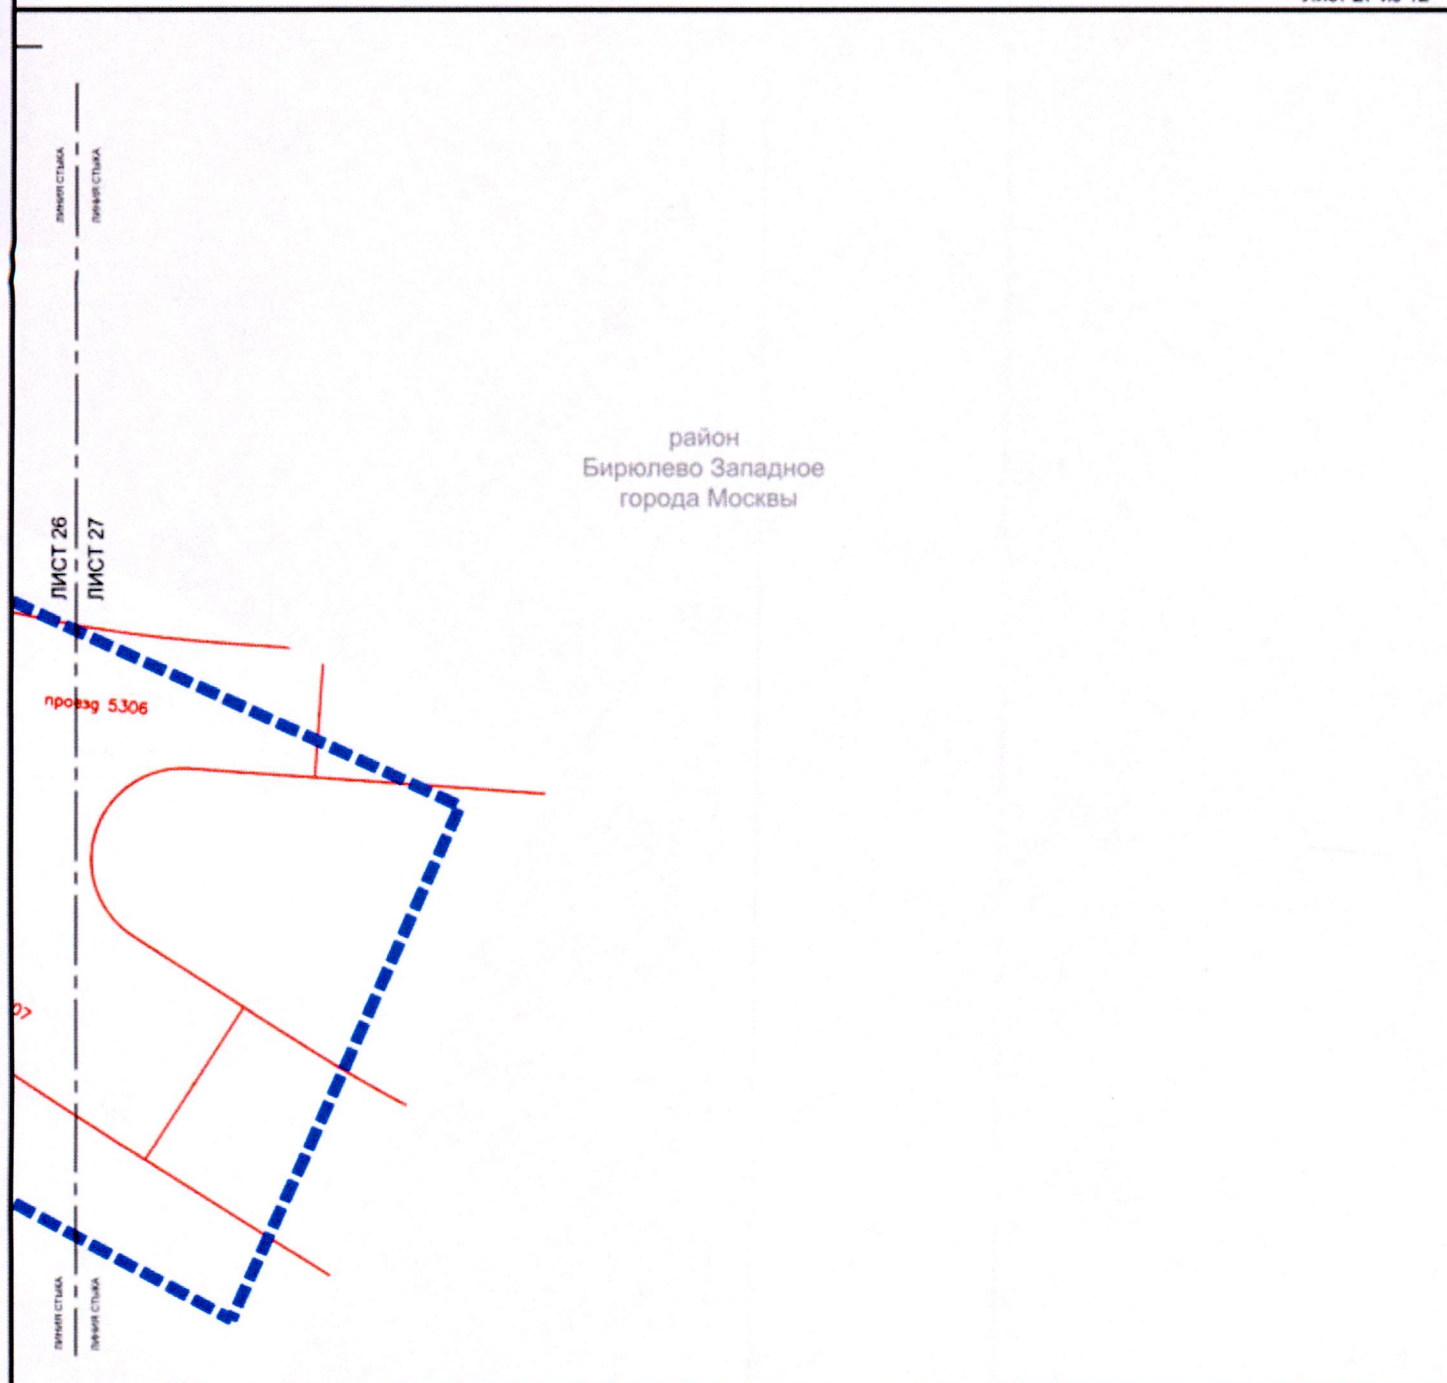 ЛИНИЯ СТЫКА
ЛИНИЯ СТЫКА
район
Бирюлево Западное
города Москвы
ЛИСТ 26
ЛИСТ 27
проезд 5306
07
ЛИНИЯ СТЫКА
ЛИНИЯ СТЫКА